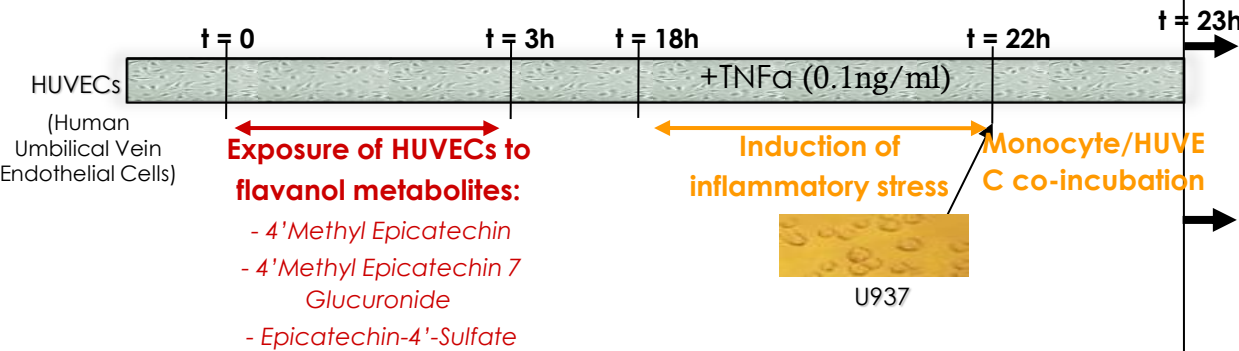 t = 0
t = 3h
t = 18h
t = 22h
t = 23h
HUVECs
+TNFα (0.1ng/ml)
(Human
Umbilical Vein
Endothelial Cells)
Exposure of HUVECs to
flavanol metabolites:
- 4’Methyl Epicatechin
- 4’Methyl Epicatechin 7
Glucuronide
- Epicatechin-4’-Sulfate
Induction of
inflammatory stress
Monocyte/HUVE
C co-incubation
U937